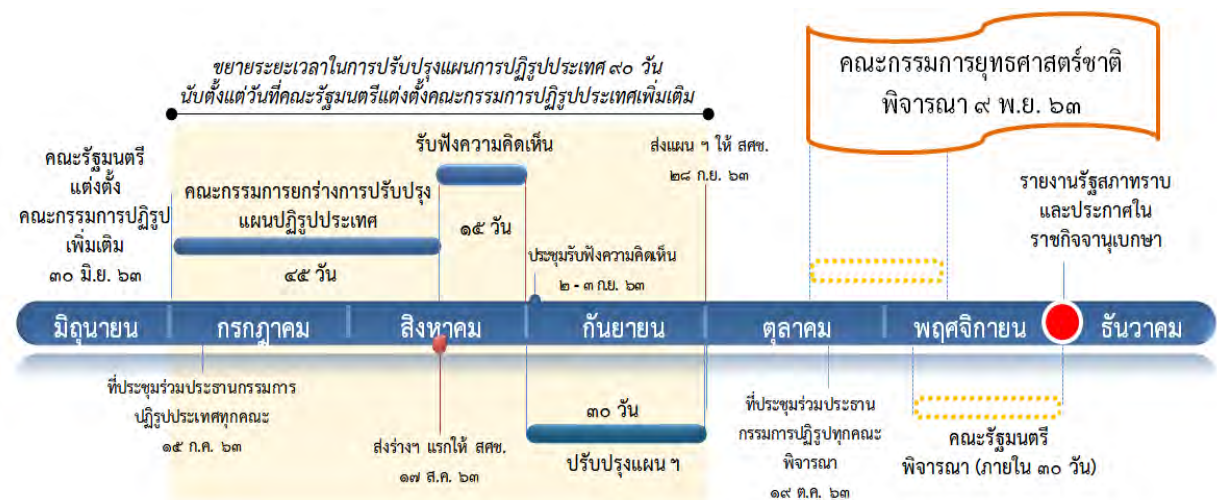 ขยายระยะเวลาในการปรับปรุงแผนการปฏิรูปประเทศ ๙๐ วัน
นับตั้งแต่วันที่คณะรัฐมนตรีแต่งตั้งคณะกรรมการปฏิรูปประเทศเพิ่มเติม
คณะกรรมการยุทธศาสตร์ชาติ
พิจารณา ๙ พ.ย. ๖๓
คณะรัฐมนตรี
แต่งตั้ง
คณะกรรมการปฏิรูป
เพิ่มเติม
๓๐ มิ.ย. ๖๓
คณะกรรมการยกร่างการปรับปรุง
แผนปฏิรูปประเทศ
๔๕ วัน
รับฟังความคิดเห็น
๑๕ วัน
ประชุมรับฟังความคิดเห็น
๒ - ๓ ก.ย. ๖๓
ส่งแผน ฯ ให้ สศช.
๒๘ ก.ย. ๖๓
รายงานรัฐสภาทราบ
และประกาศใน
ราชกิจจานุเบกษา
มิถุนายน
กรกฎาคม
สิงหาคม
กันยายน
ตุลาคม
พฤศจิกายน
ธันวาคม
ที่ประชุมร่วมประธานกรรมการ
ปฏิรูปประเทศทุกคณะ
๑๕ ก.ค. ๖๓
ส่งร่างฯ แรกให้ สศช.
๑๗ ส.ค. ๖๓
๓๐ วัน
ปรับปรุงแผน ฯ
ที่ประชุมร่วมประธาน
กรรมการปฏิรูปทุกคณะ
พิจารณา
๑๙ ต.ค. ๖๓
คณะรัฐมนตรี
พิจารณา (ภายใน ๓๐ วัน)